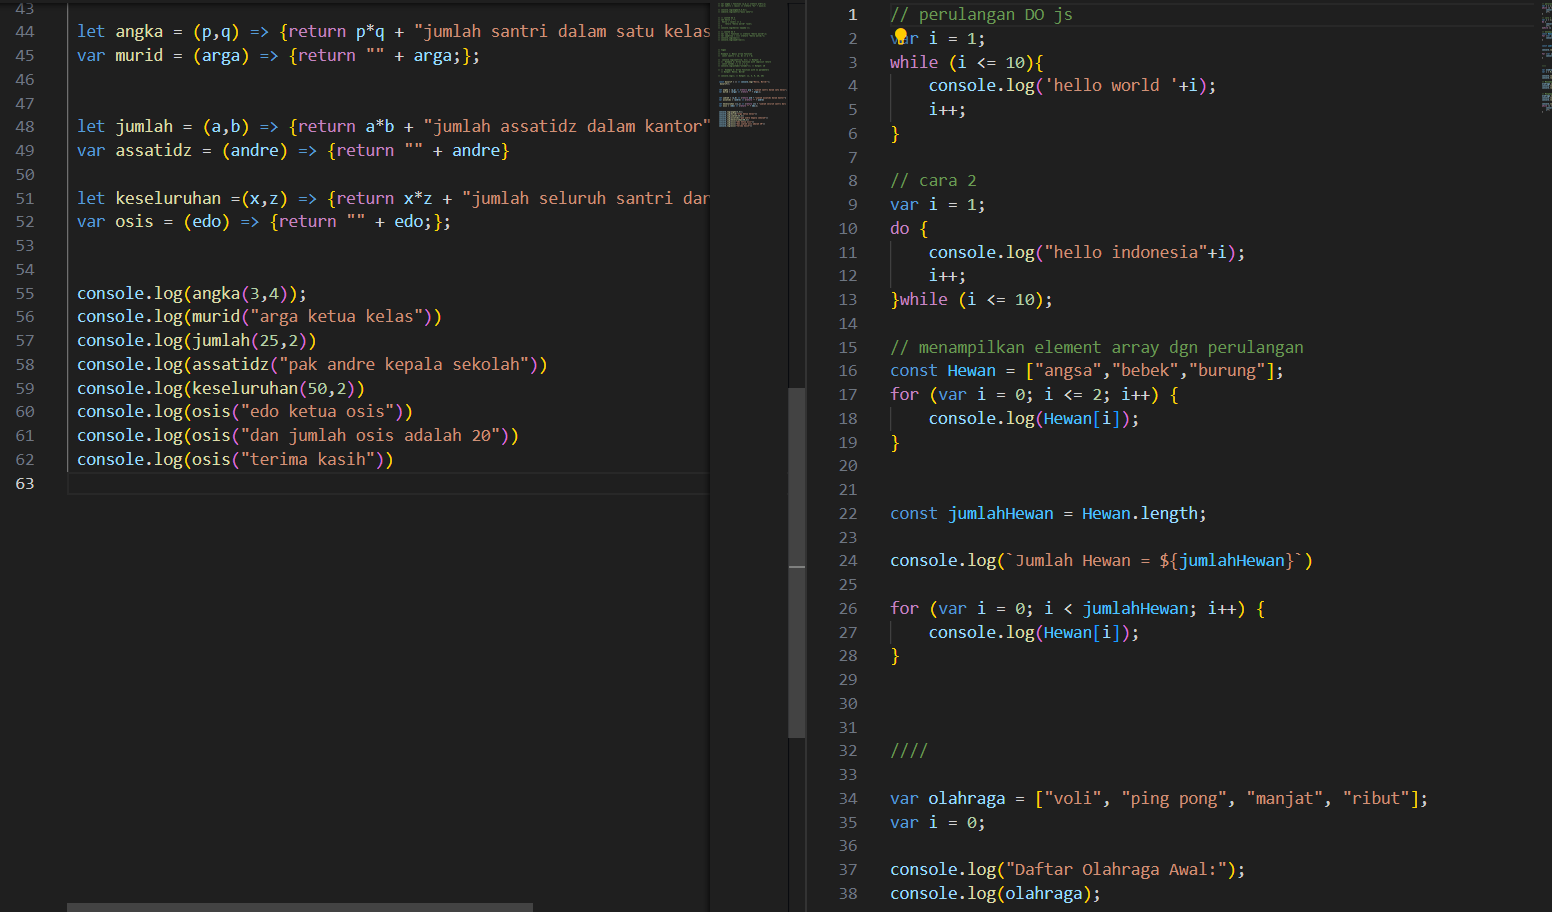 43
44 let angka = (p,q) => {return p*q + "jumlah santri dalam satu kelas
45 var murid = (arga) => {return "" + arga;};
46
47
48 let jumlah = (a,b) => {return a*b + "jumlah assatidz dalam kantor"
49 var assatidz = (andre) => {return "" + andre}
50
51 let keseluruhan =(x,z) => {return x*z + "jumlah seluruh santri dan
52 var osis = (edo) => {return "" + edo;};
53
54
55 console.log(angka(3,4));
56 console.log(murid("arga ketua kelas"))
57 console.log(jumlah(25,2))
58 console.log(assatidz("pak andre kepala sekolah"))
59 console.log(keseluruhan(50,2))
60 console.log(osis("edo ketua osis"))
61 console.log(osis("dan jumlah osis adalah 20"))
62 console.log(osis("terima kasih"))
63
1 // perulangan DO js
2 var i = 1;
3 while (i <= 10){
4 console.log('hello world '+i);
5 i++;
6 }
7
8 // cara 2
9 var i = 1;
10 do {
11 console.log("hello indonesia"+i);
12 i++;
13 }while (i <= 10);
14
15 // menampilkan element array dgn perulangan
16 const Hewan = ["angsa","bebek","burung"];
17 for (var i = 0; i <= 2; i++) {
18 console.log(Hewan[i]);
19 }
20
21
22 const jumlahHewan = Hewan.length;
23
24 console.log(`Jumlah Hewan = ${jumlahHewan}`)
25
26 for (var i = 0; i < jumlahHewan; i++) {
27 console.log(Hewan[i]);
28 }
29
30
31
32 ////
33
34 var olahraga = ["voli", "ping pong", "manjat", "ribut"];
35 var i = 0;
36
37 console.log("Daftar Olahraga Awal:");
38 console.log(olahraga);